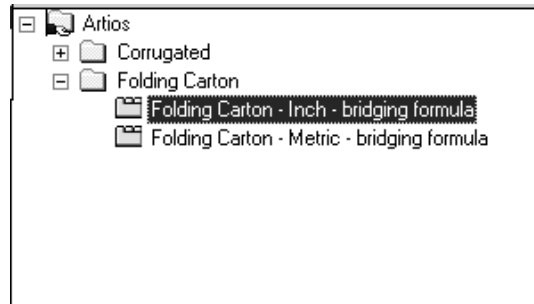 Artios
Corrugated
Folding Carton
Folding Carton - Inch - bridging formula
Folding Carton - Metric - bridging formula